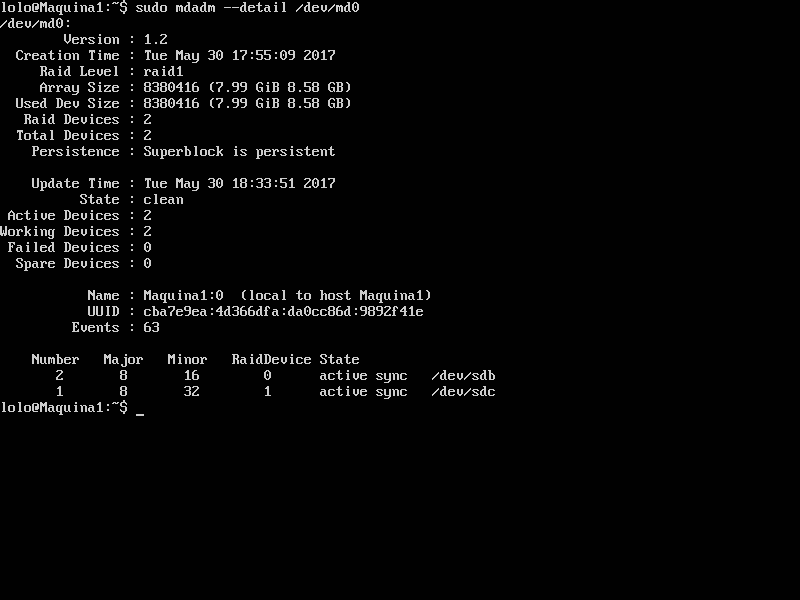 lolo@Maquina1:~$ sudo mdadm --detail /dev/md0
/dev/md0:
        Version : 1.2
  Creation Time : Tue May 30 17:55:09 2017
     Raid Level : raid1
     Array Size : 8380416 (7.99 GiB 8.58 GB)
  Used Dev Size : 8380416 (7.99 GiB 8.58 GB)
   Raid Devices : 2
  Total Devices : 2
    Persistence : Superblock is persistent

    Update Time : Tue May 30 18:33:51 2017
          State : clean
 Active Devices : 2
Working Devices : 2
 Failed Devices : 0
  Spare Devices : 0

           Name : Maquina1:0  (local to host Maquina1)
           UUID : cba7e9ea:4d366dfa:da0cc86d:9892f41e
         Events : 63

    Number   Major   Minor   RaidDevice State
       2       8       16        0      active sync   /dev/sdb
       1       8       32        1      active sync   /dev/sdc
lolo@Maquina1:~$ _